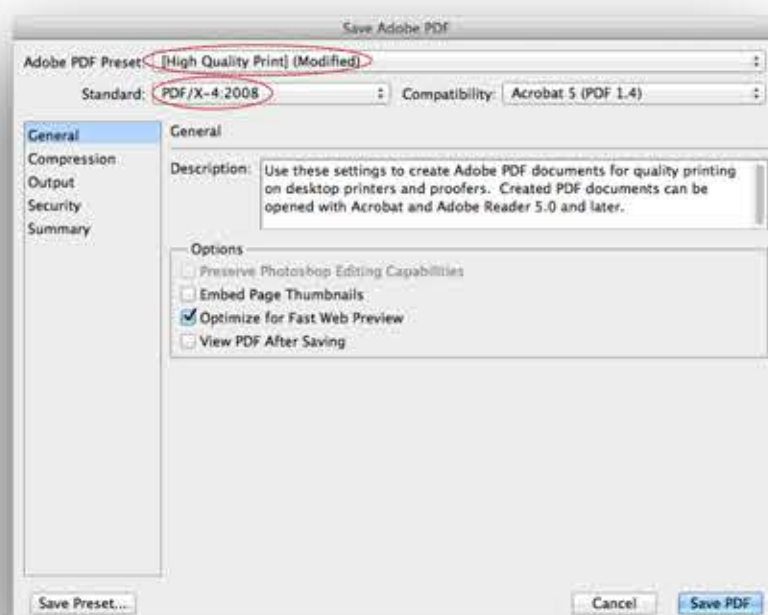 Save Adobe PDF
Adobe PDF Preset: [High Quality Print] (Modified)
Standard: PDF/X-4:2008 Compatibility: Acrobat 5 (PDF 1.4)
General
Compression
Output
Security
Summary
General
Description: Use these settings to create Adobe PDF documents for quality printing
on desktop printers and proofers. Created PDF documents can be
opened with Acrobat and Adobe Reader 5.0 and later.
Options
Preserve Photoshop Editing Capabilities
Embed Page Thumbnails
Optimize for Fast Web Preview
View PDF After Saving
Save Preset... Cancel Save PDF